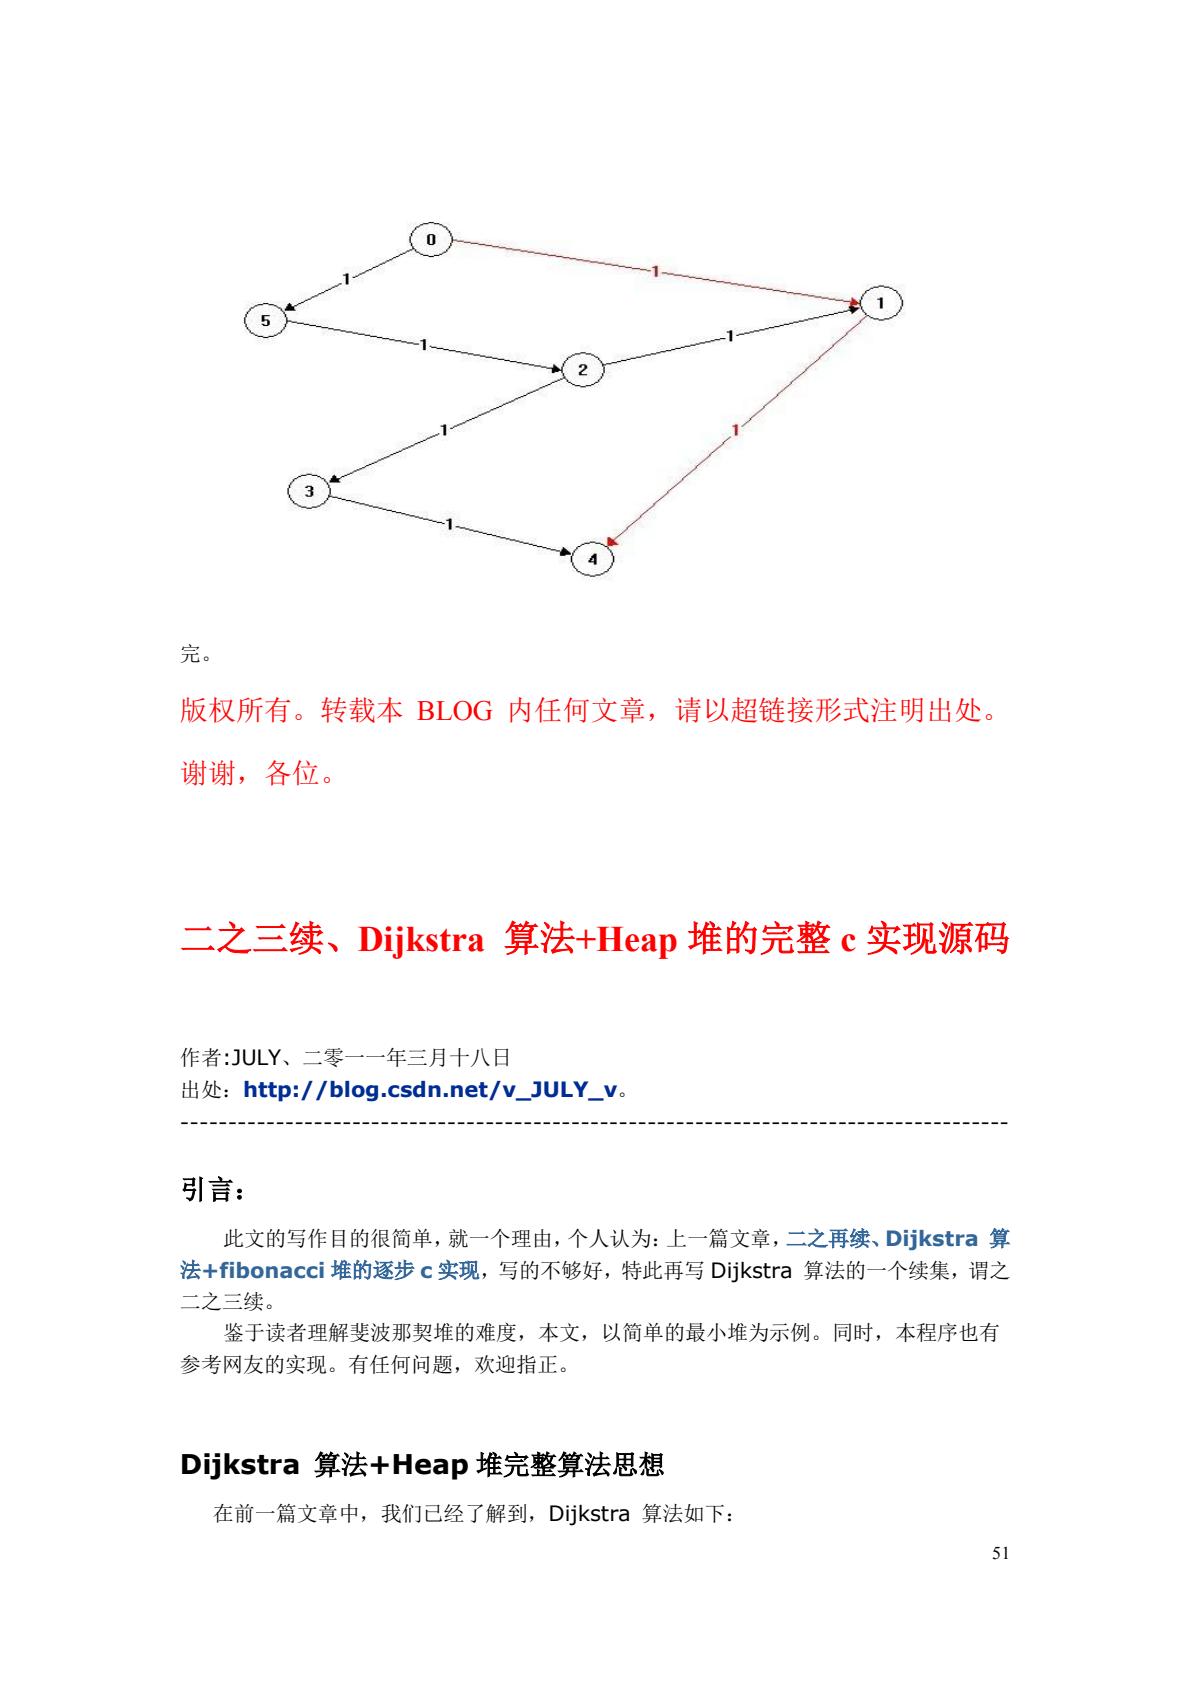 0
1
1
1
5
1
1
2
1
1
3
1
4
完。
版权所有。转载本 BLOG 内任何文章，请以超链接形式注明出处。
谢谢，各位。
二之三续、Dijkstra 算法+Heap 堆的完整 c 实现源码
作者:JULY、二零一一年三月十八日
出处：http://blog.csdn.net/v_JULY_v。
-----------------------------------------------------------------------------------------
引言：
此文的写作目的很简单，就一个理由，个人认为：上一篇文章，二之再续、Dijkstra 算
法+fibonacci 堆的逐步 c 实现，写的不够好，特此再写 Dijkstra 算法的一个续集，谓之
二之三续。
鉴于读者理解斐波那契堆的难度，本文，以简单的最小堆为示例。同时，本程序也有
参考网友的实现。有任何问题，欢迎指正。
Dijkstra 算法+Heap 堆完整算法思想
在前一篇文章中，我们已经了解到，Dijkstra 算法如下：
51